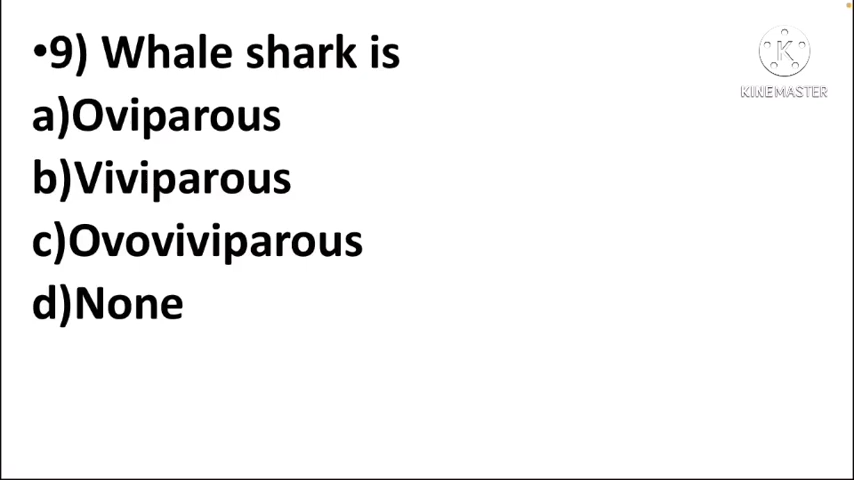 •9) Whale shark is
a)Oviparous
b)Viviparous
c)Ovoviviparous
d)None
K
KINEMASTER